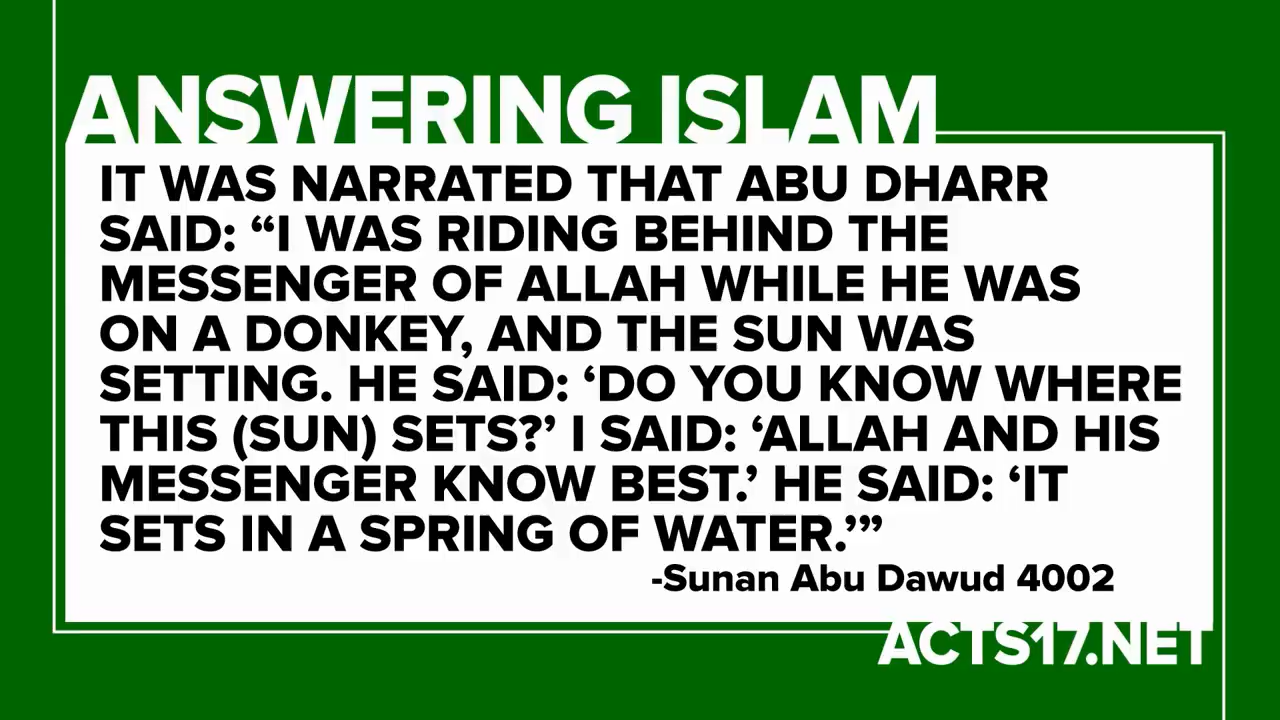 ANSWERING ISLAM
IT WAS NARRATED THAT ABU DHARR
SAID: “I WAS RIDING BEHIND THE
MESSENGER OF ALLAH WHILE HE WAS
ON A DONKEY, AND THE SUN WAS
SETTING. HE SAID: ‘DO YOU KNOW WHERE
THIS (SUN) SETS?’ I SAID: ‘ALLAH AND HIS
MESSENGER KNOW BEST.’ HE SAID: ‘IT
SETS IN A SPRING OF WATER.’”
-Sunan Abu Dawud 4002
ACTS17.NET